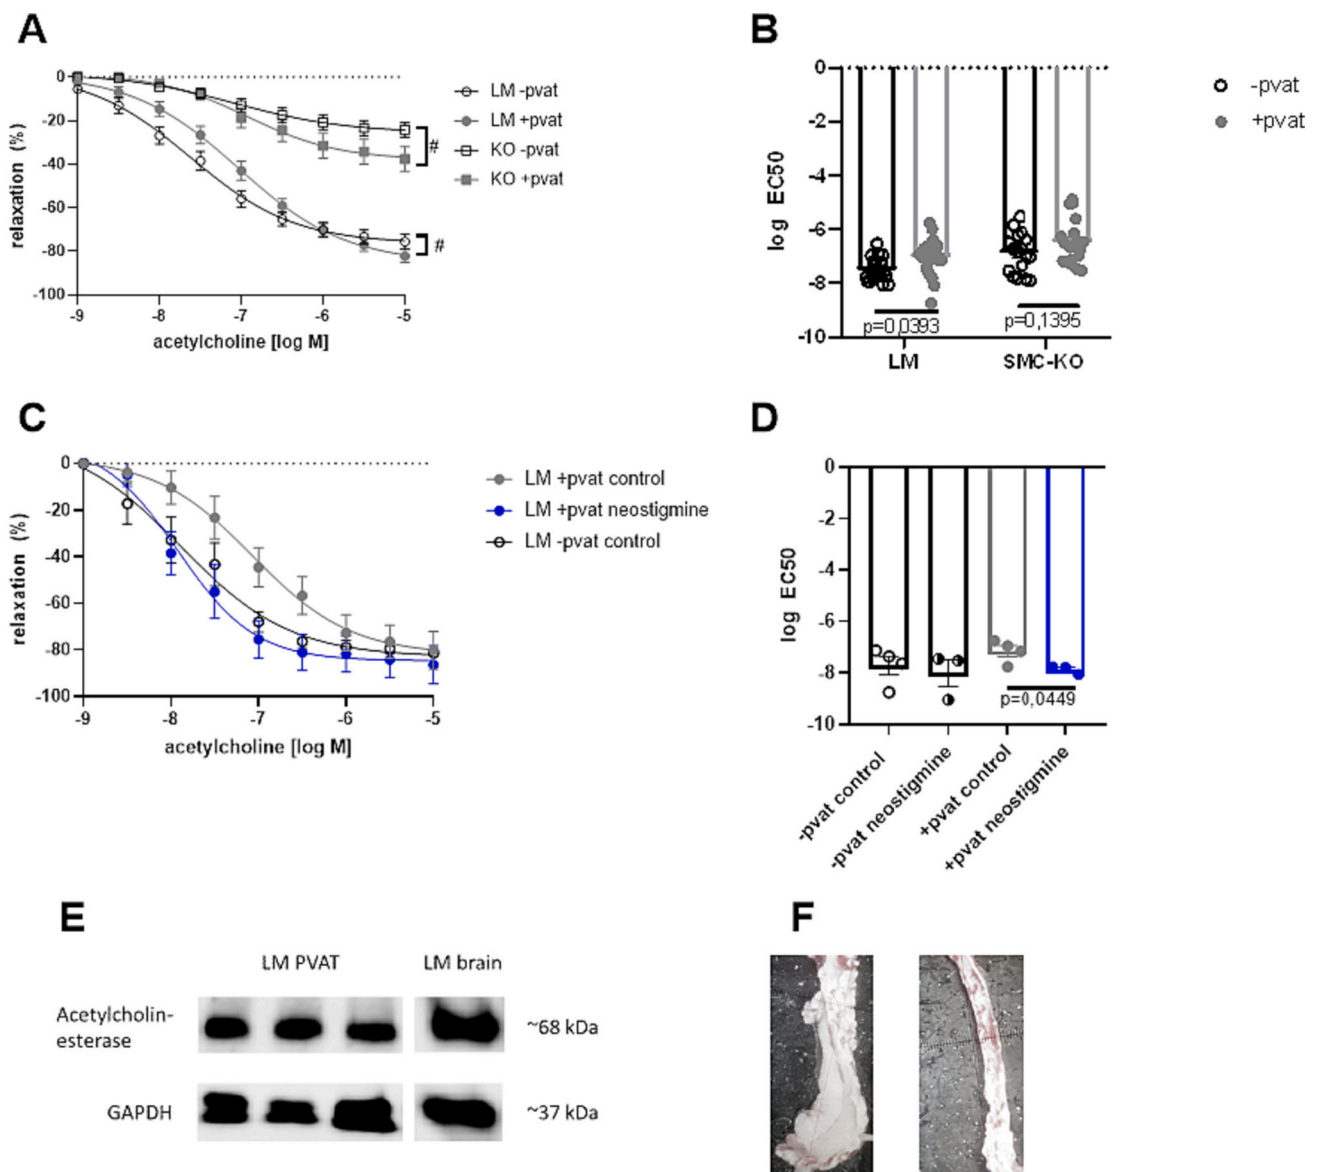 A
0
-20
-40
-60
-80
-100
relaxation (%)
-9
-8
-7
-6
-5
acetylcholine [log M]
LM -pvat
LM +pvat
KO -pvat
KO +pvat
#
#
B
0
-2
-4
-6
-8
-10
log EC50
p=0,0393
p=0,1395
LM
SMC-KO
-pvat
+pvat
C
0
-20
-40
-60
-80
-100
relaxation (%)
-9
-8
-7
-6
-5
acetylcholine [log M]
LM +pvat control
LM +pvat neostigmine
LM -pvat control
D
0
-2
-4
-6
-8
-10
log EC50
p=0,0449
-pvat control
-pvat neostigmine
+pvat control
+pvat neostigmine
E
LM PVAT
LM brain
Acetylcholin-
esterase
~68 kDa
GAPDH
~37 kDa
F